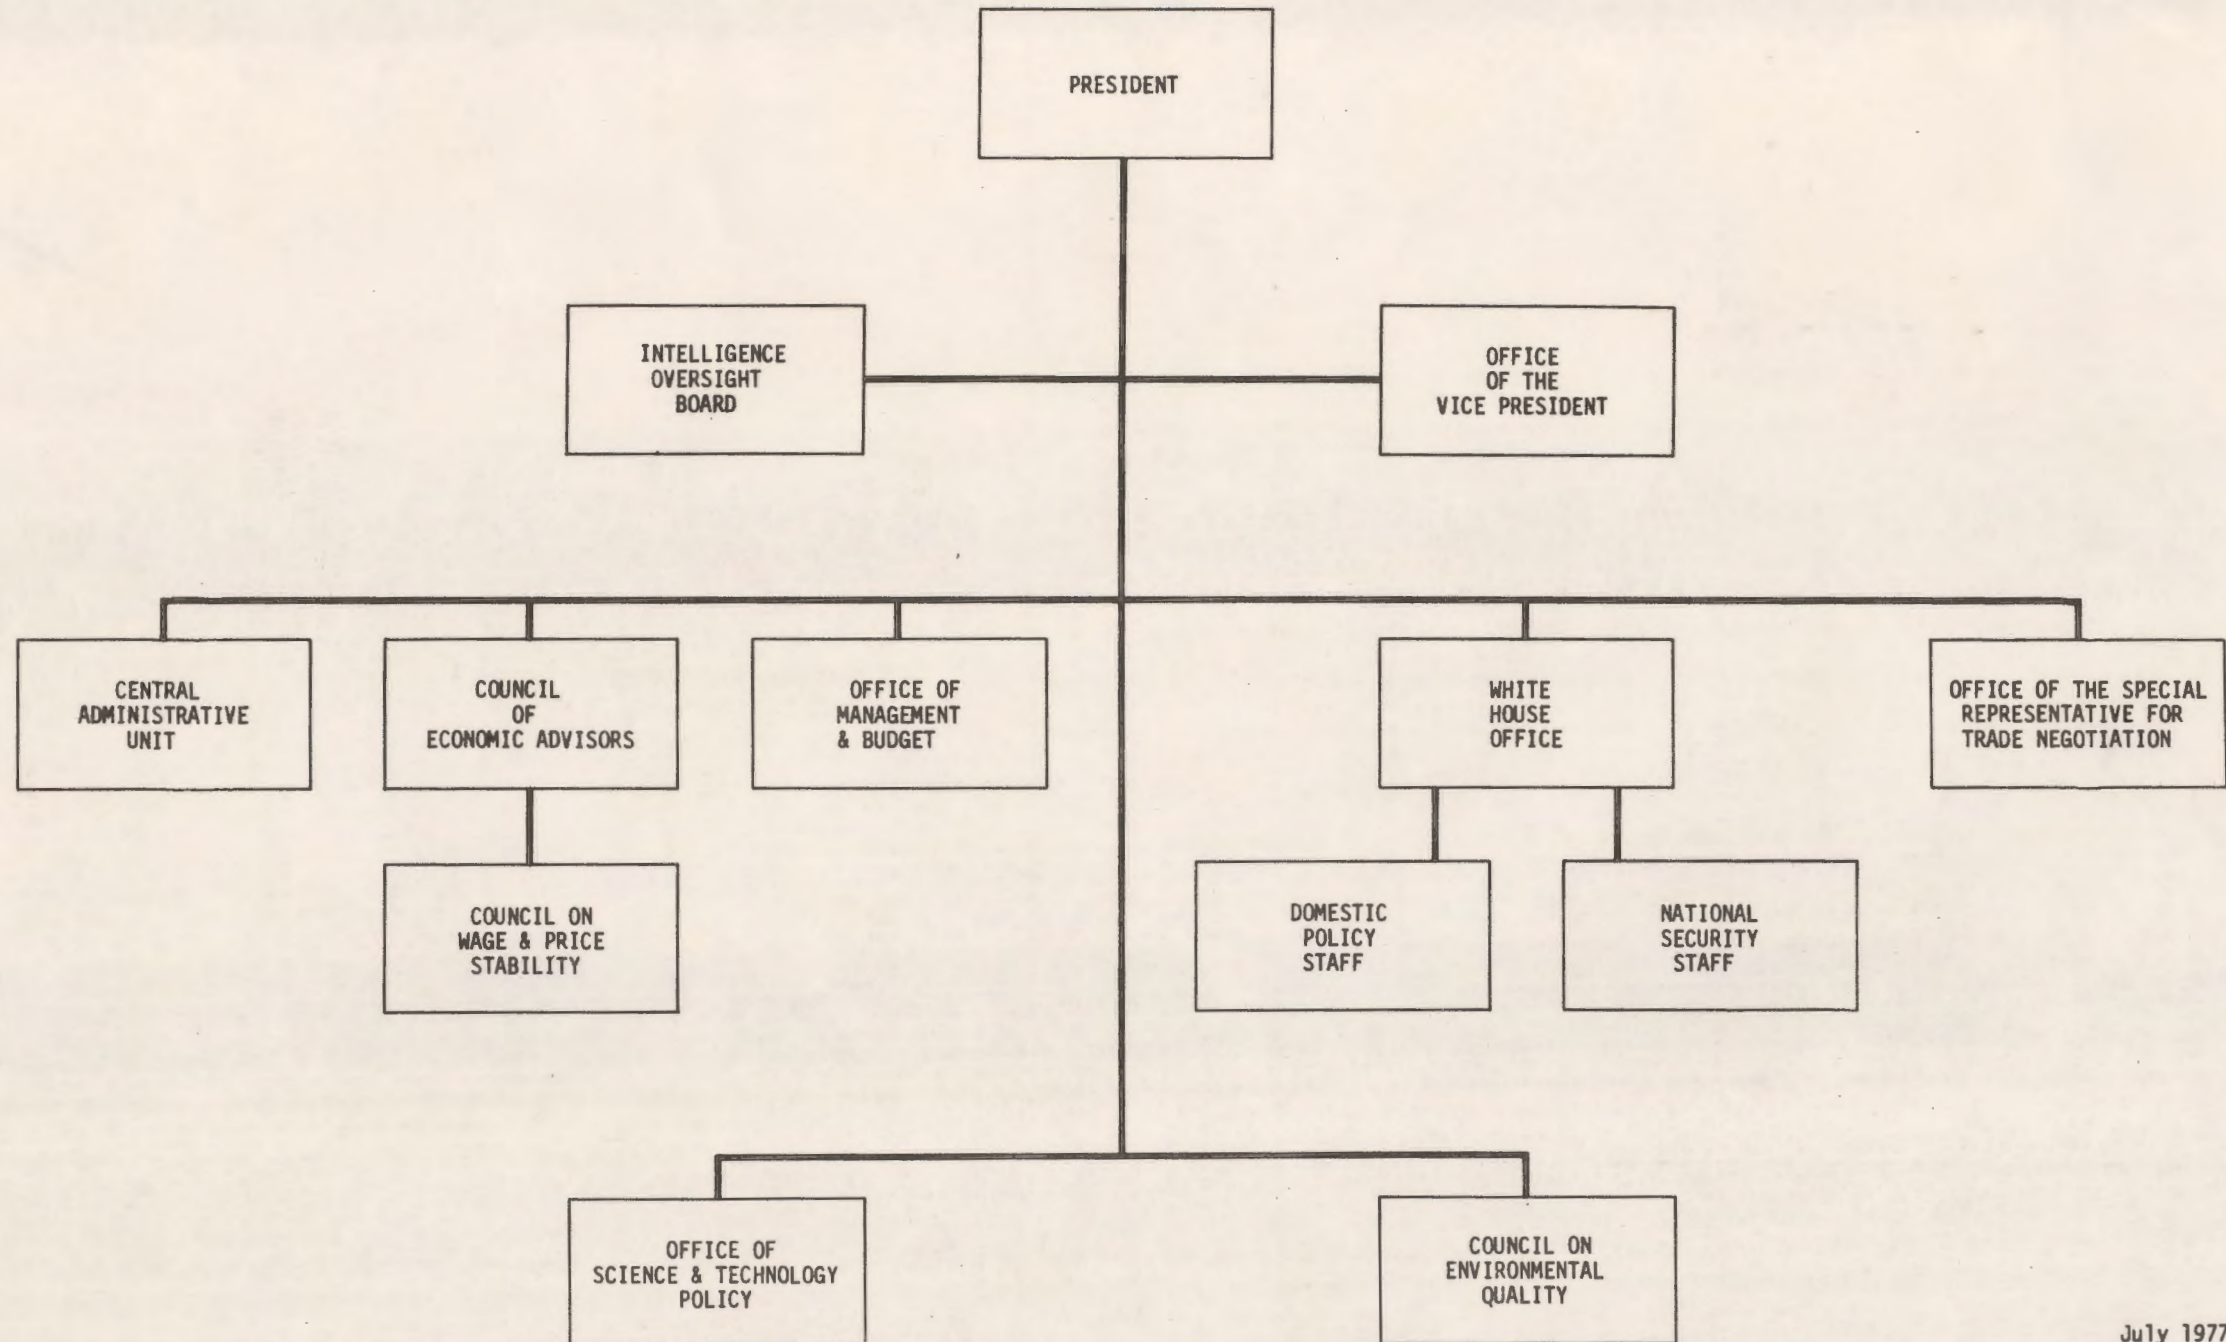 PRESIDENT
INTELLIGENCE
OVERSIGHT
BOARD
OFFICE
OF THE
VICE PRESIDENT
CENTRAL
ADMINISTRATIVE
UNIT
COUNCIL
OF
ECONOMIC ADVISORS
OFFICE OF
MANAGEMENT
& BUDGET
WHITE
HOUSE
OFFICE
OFFICE OF THE SPECIAL
REPRESENTATIVE FOR
TRADE NEGOTIATION
COUNCIL ON
WAGE & PRICE
STABILITY
DOMESTIC
POLICY
STAFF
NATIONAL
SECURITY
STAFF
OFFICE OF
SCIENCE & TECHNOLOGY
POLICY
COUNCIL ON
ENVIRONMENTAL
QUALITY
July 1977